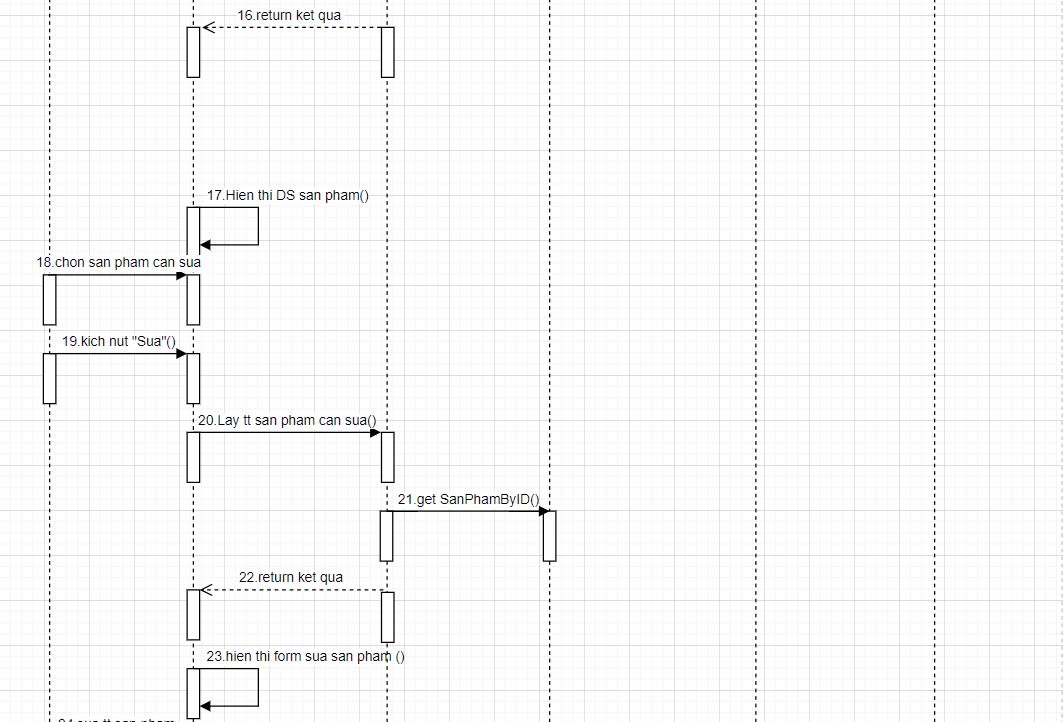 16.return ket qua
17.Hien thi DS san pham()
18.chon san pham can sua
19.kich nut "Sua"()
20.Lay tt san pham can sua()
21.get SanPhamByID()
22.return ket qua
23.hien thi form sua san pham ()